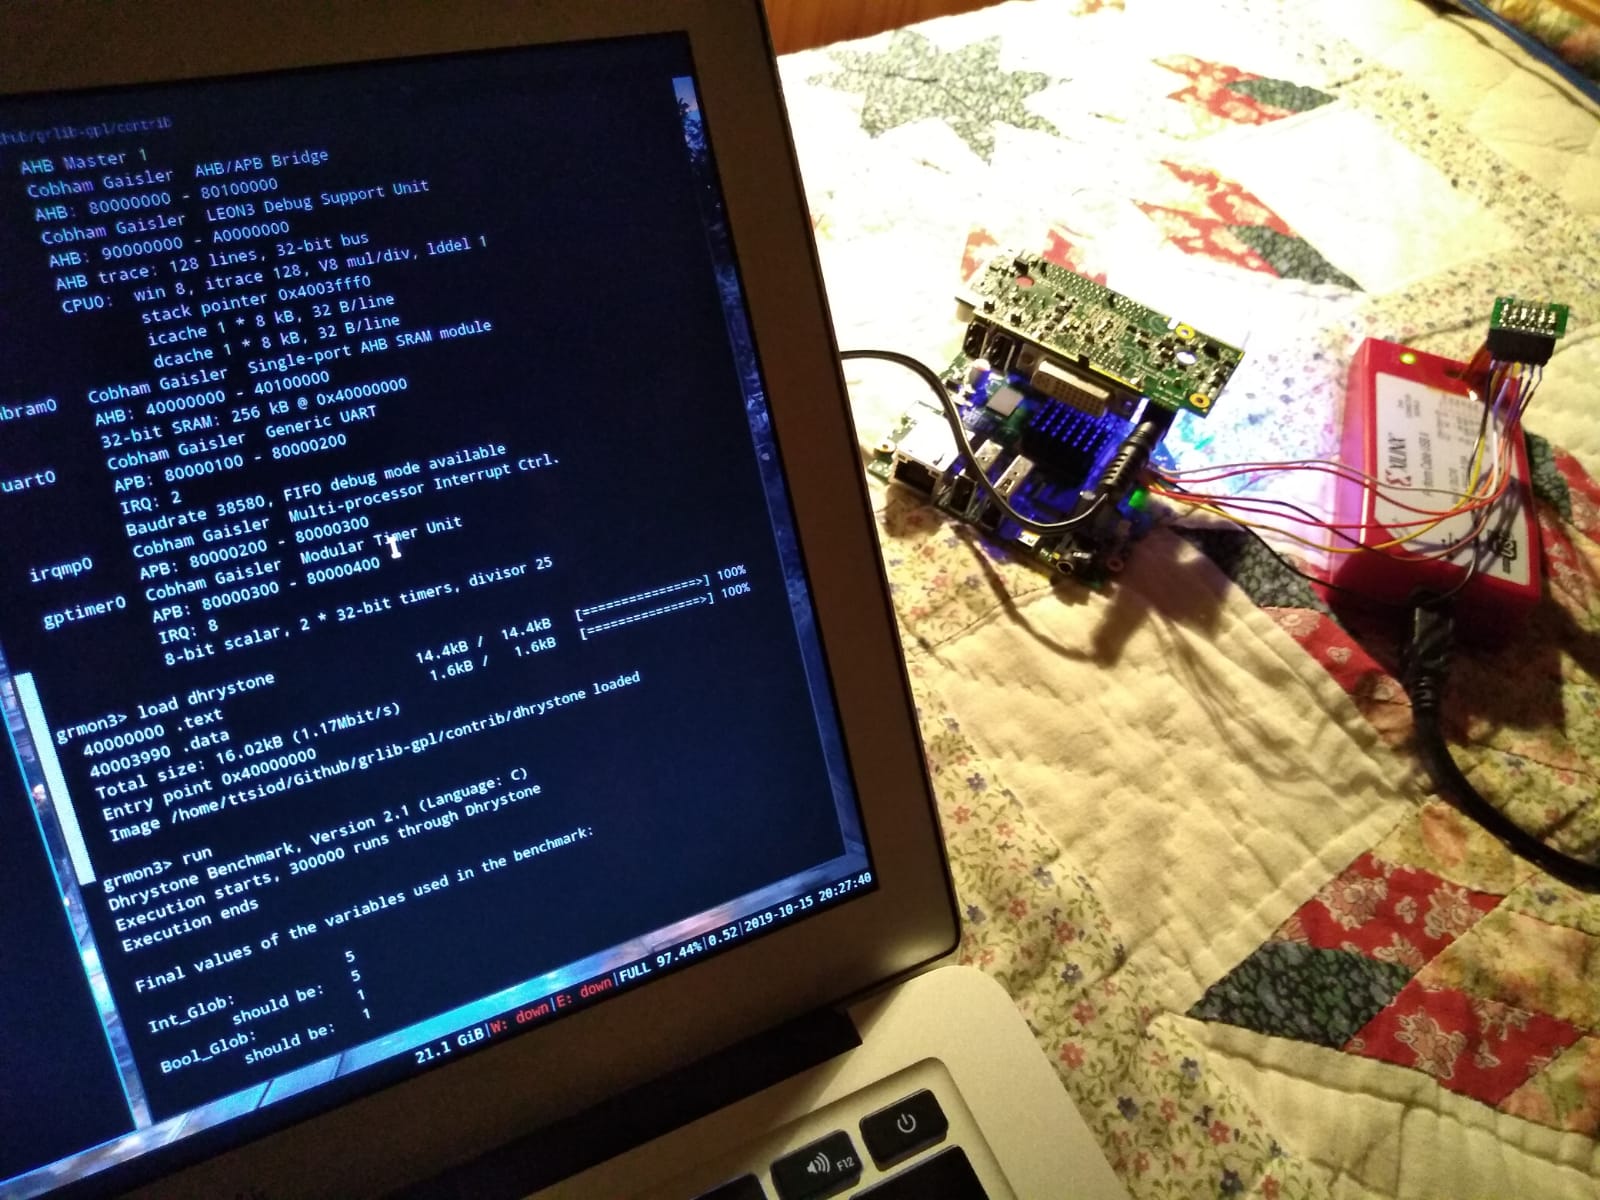 hub/grlib-gpl/contrib
AHB Master 1
Cobham Gaisler  AHB/APB Bridge
AHB: 80000000 - 80100000
Cobham Gaisler  LEON3 Debug Support Unit
AHB: 90000000 - A0000000
AHB trace: 128 lines, 32-bit bus
CPU0:  win 8, itrace 128, V8 mul/div, lddel 1
stack pointer 0x4003fff0
icache 1 * 8 kB, 32 B/line
dcache 1 * 8 kB, 32 B/line
bram0 Cobham Gaisler  Single-port AHB SRAM module
AHB: 40000000 - 40100000
32-bit SRAM: 256 kB @ 0x40000000
uart0 Cobham Gaisler  Generic UART
APB: 80000100 - 80000200
IRQ: 2
Baudrate 38580, FIFO debug mode available
irqmp0 Cobham Gaisler  Multi-processor Interrupt Ctrl.
APB: 80000200 - 80000300
gptimer0 Cobham Gaisler  Modular Timer Unit
APB: 80000300 - 80000400
IRQ: 8
8-bit scalar, 2 * 32-bit timers, divisor 25
grmon3> load dhrystone
40000000 .text 14.4kB /  14.4kB [===============>] 100%
40003990 .data 1.6kB /   1.6kB [===============>] 100%
Total size: 16.02kB (1.17Mbit/s)
Entry point 0x40000000
Image /home/ttsiod/Github/grlib-gpl/contrib/dhrystone loaded
grmon3> run
Dhrystone Benchmark, Version 2.1 (Language: C)
Execution starts, 300000 runs through Dhrystone
Execution ends
Final values of the variables used in the benchmark:
Int_Glob: 5
should be: 5
Bool_Glob: 1
should be: 1
21.1 GiB|W: down|E: down|FULL 97.44%|0.52|2019-10-15 20:27:40
F12
XILINX